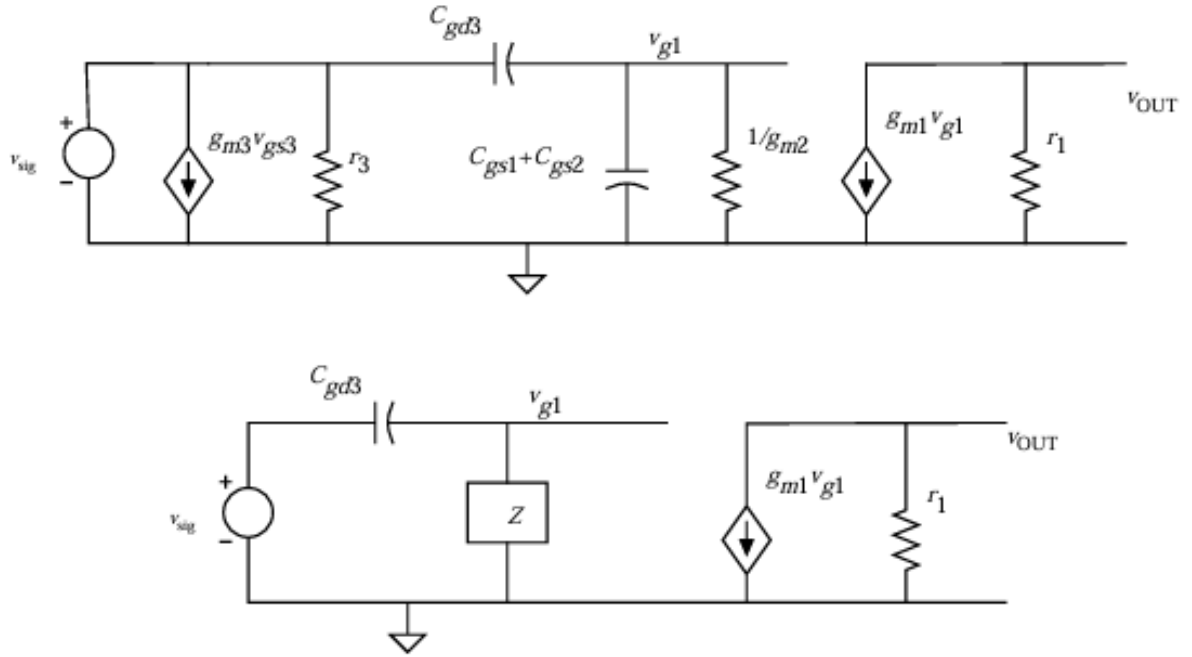 C_gd3
v_g1
v_OUT
+
v_sig
−
g_m3 v_gs3
r_3
C_gs1+C_gs2
1/g_m2
g_m1 v_g1
r_1
C_gd3
v_g1
v_OUT
+
v_sig
−
Z
g_m1 v_g1
r_1